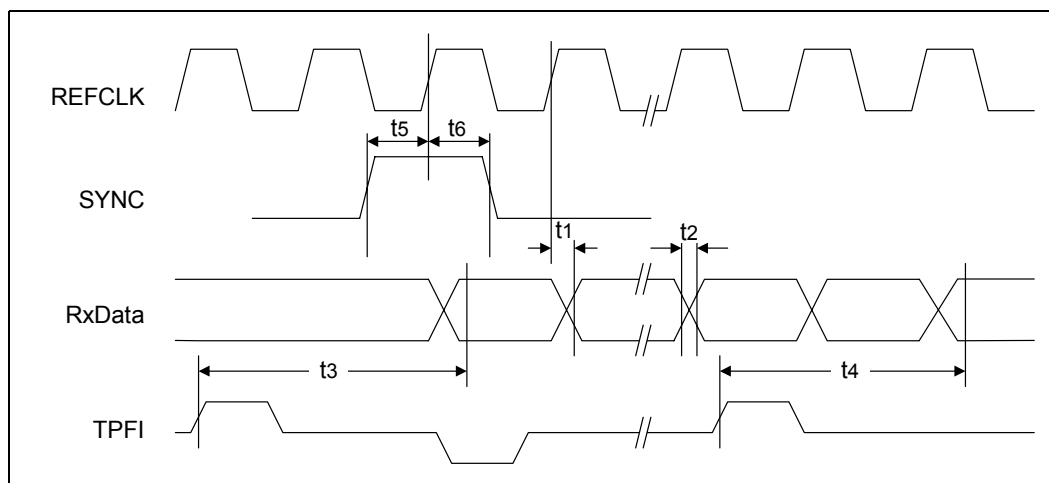 REFCLK
t5 t6
SYNC
t1 t2
RxData
t3 t4
TPFI